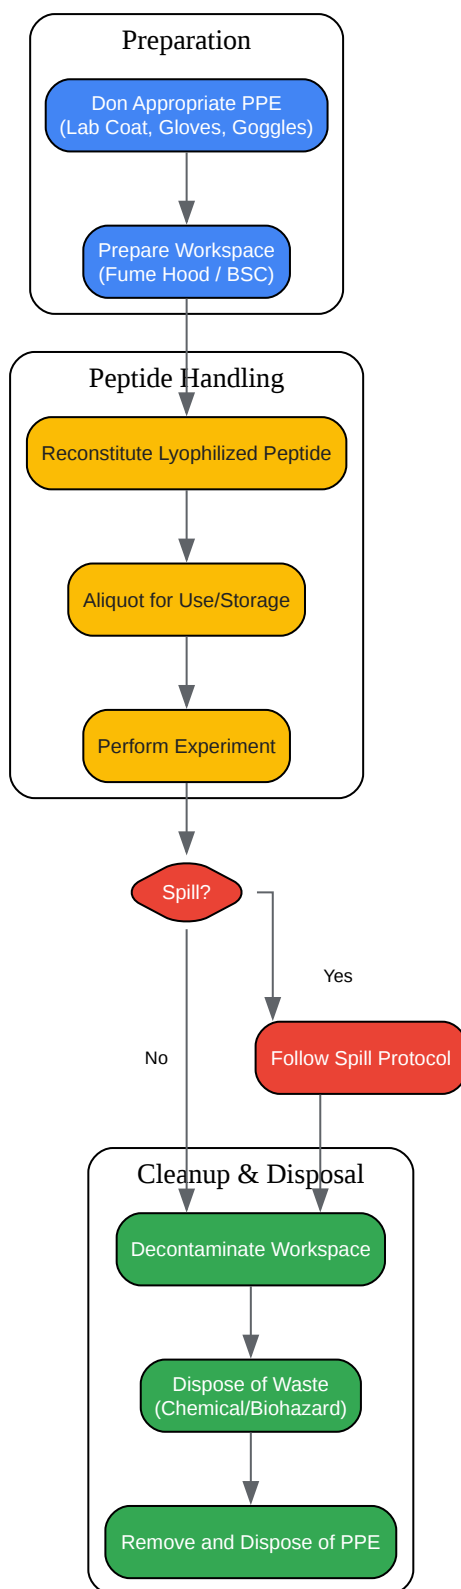 Preparation
Don Appropriate PPE
(Lab Coat, Gloves, Goggles)
Prepare Workspace
(Fume Hood / BSC)
Peptide Handling
Reconstitute Lyophilized Peptide
Aliquot for Use/Storage
Perform Experiment
Spill?
Yes
No
Follow Spill Protocol
Cleanup & Disposal
Decontaminate Workspace
Dispose of Waste
(Chemical/Biohazard)
Remove and Dispose of PPE